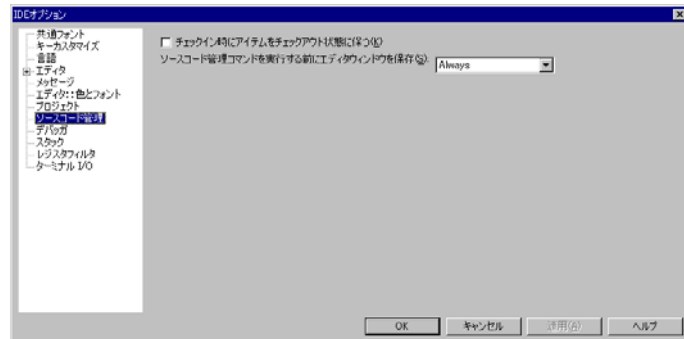 IDEオプション
共通フォント
キーカスタマイズ
言語
エディタ
メッセージ
エディタ::色とフォント
プロジェクト
ソースコード管理
デバッガ
スタック
レジスタフィルタ
ターミナル I/O
チェックイン時にアイテムをチェックアウト状態に保つ(K)
ソースコード管理コマンドを実行する前にエディタウィンドウを保存(S): Always
OK キャンセル 適用(A) ヘルプ